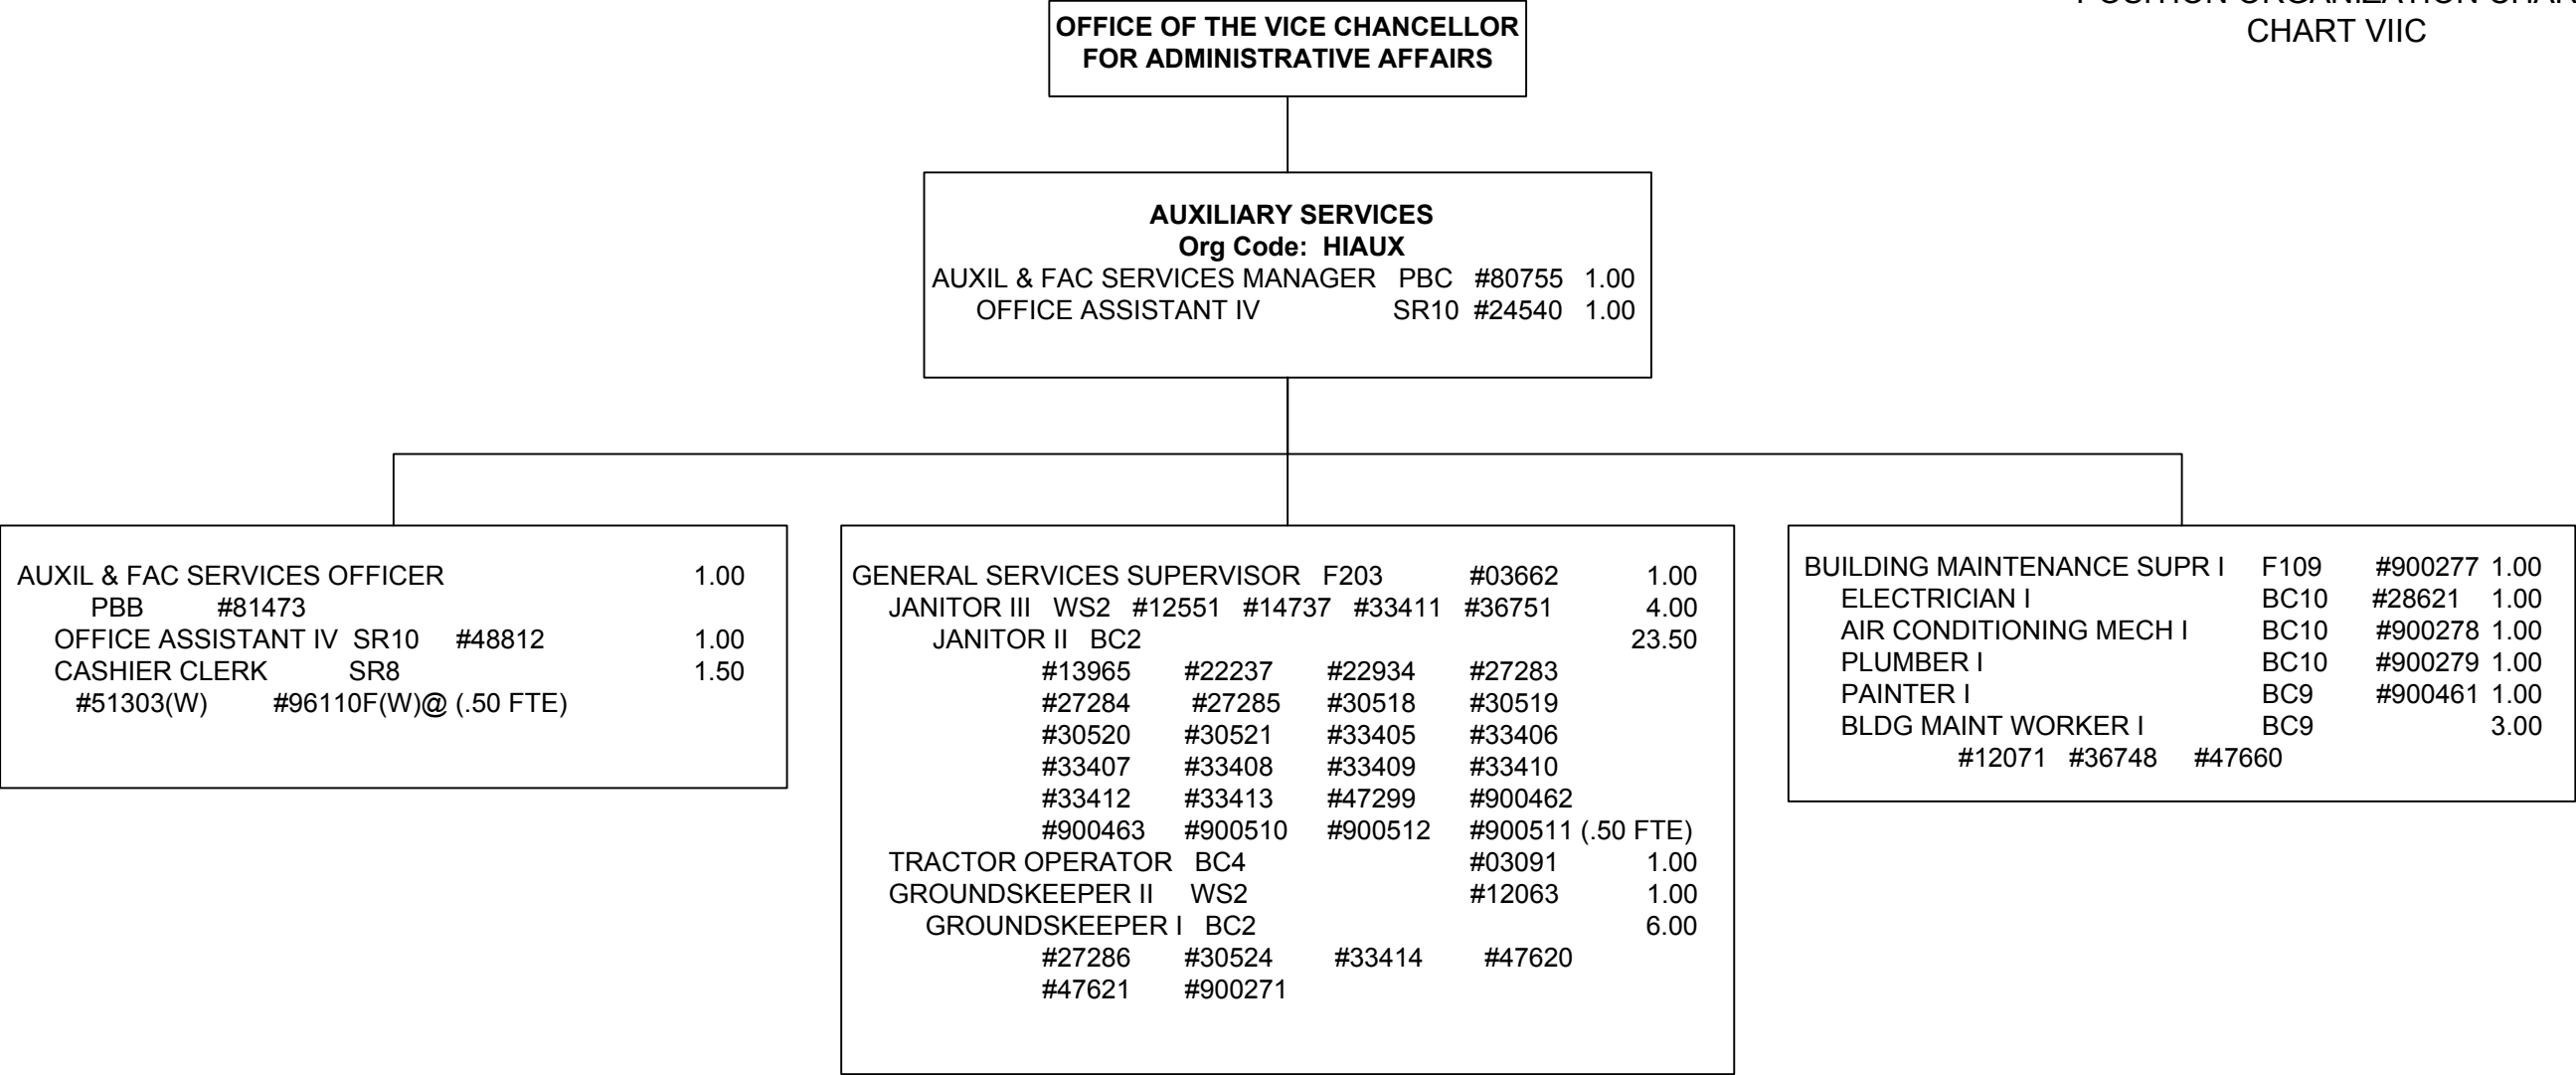 CHART VIIC
OFFICE OF THE VICE CHANCELLOR
FOR ADMINISTRATIVE AFFAIRS
AUXILIARY SERVICES
Org Code: HIAUX
AUXIL & FAC SERVICES MANAGER PBC #80755 1.00
OFFICE ASSISTANT IV SR10 #24540 1.00
AUXIL & FAC SERVICES OFFICER 1.00
PBB #81473
OFFICE ASSISTANT IV SR10 #48812 1.00
CASHIER CLERK SR8 1.50
#51303(W) #96110F(W)@ (.50 FTE)
GENERAL SERVICES SUPERVISOR F203 #03662 1.00
JANITOR III WS2 #12551 #14737 #33411 #36751 4.00
JANITOR II BC2 23.50
#13965 #22237 #22934 #27283
#27284 #27285 #30518 #30519
#30520 #30521 #33405 #33406
#33407 #33408 #33409 #33410
#33412 #33413 #47299 #900462
#900463 #900510 #900512 #900511 (.50 FTE)
TRACTOR OPERATOR BC4 #03091 1.00
GROUNDSKEEPER II WS2 #12063 1.00
GROUNDSKEEPER I BC2 6.00
#27286 #30524 #33414 #47620
#47621 #900271
BUILDING MAINTENANCE SUPR I F109 #900277 1.00
ELECTRICIAN I BC10 #28621 1.00
AIR CONDITIONING MECH I BC10 #900278 1.00
PLUMBER I BC10 #900279 1.00
PAINTER I BC9 #900461 1.00
BLDG MAINT WORKER I BC9 3.00
#12071 #36748 #47660